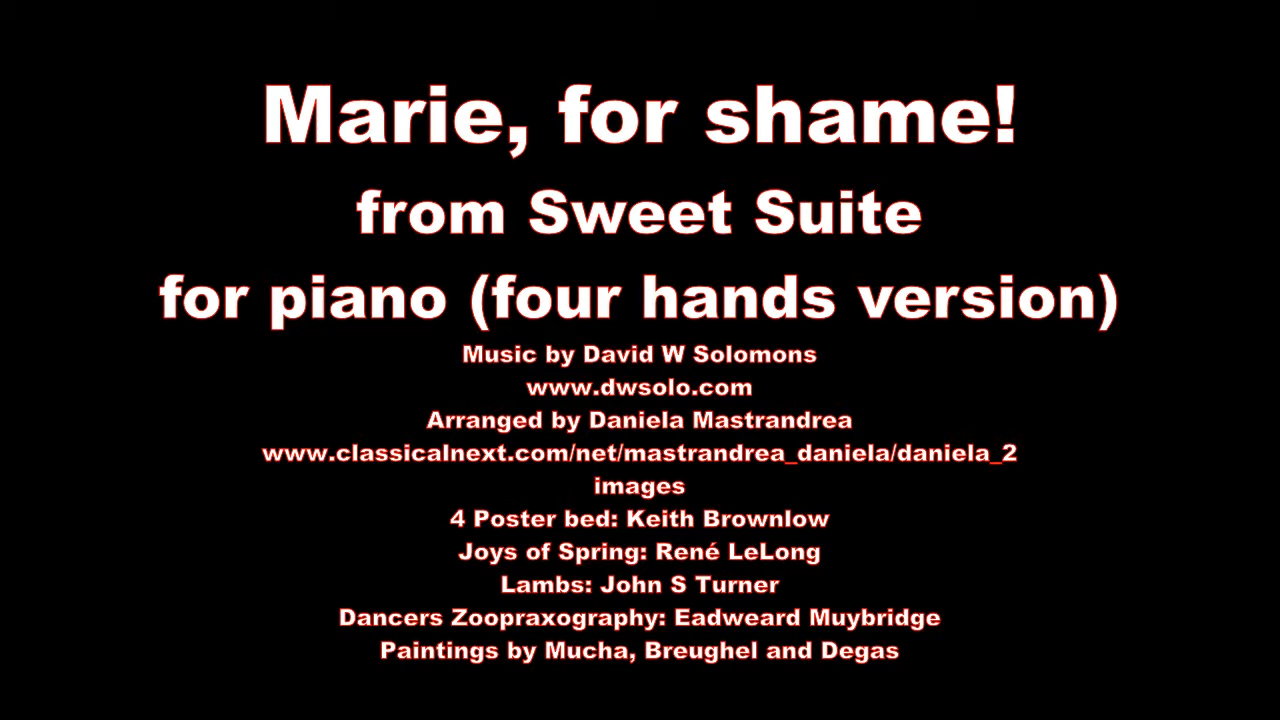 Marie, for shame!
from Sweet Suite
for piano (four hands version)
Music by David W Solomons
www.dwsolo.com
Arranged by Daniela Mastrandrea
www.classicalnext.com/net/mastrandrea_daniela/daniela_2
images
4 Poster bed: Keith Brownlow
Joys of Spring: René LeLong
Lambs: John S Turner
Dancers Zoopraxography: Eadweard Muybridge
Paintings by Mucha, Breughel and Degas